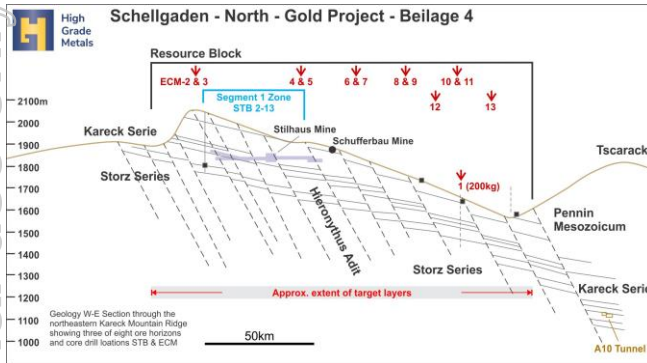 High
Grade
Metals
Schellgaden - North - Gold Project - Beilage 4
Resource Block
ECM-2 & 3
4 & 5
6 & 7
8 & 9
10 & 11
12
13
Segment 1 Zone
STB 2-13
Stilhaus Mine
Schufferbau Mine
Kareck Serie
Storz Series
Tscarack
1 (200kg)
Hieronythus Adit
Pennin
Mesozoicum
Storz Series
Kareck Serie
2100m
2000
1900
1800
1700
1600
1500
1400
1300
1200
1100
1000
Approx. extent of target layers
Geology W-E Section through the
northeastern Kareck Mountain Ridge
showing three of eight ore horizons
and core drill loations STB & ECM
50km
A10 Tunnel